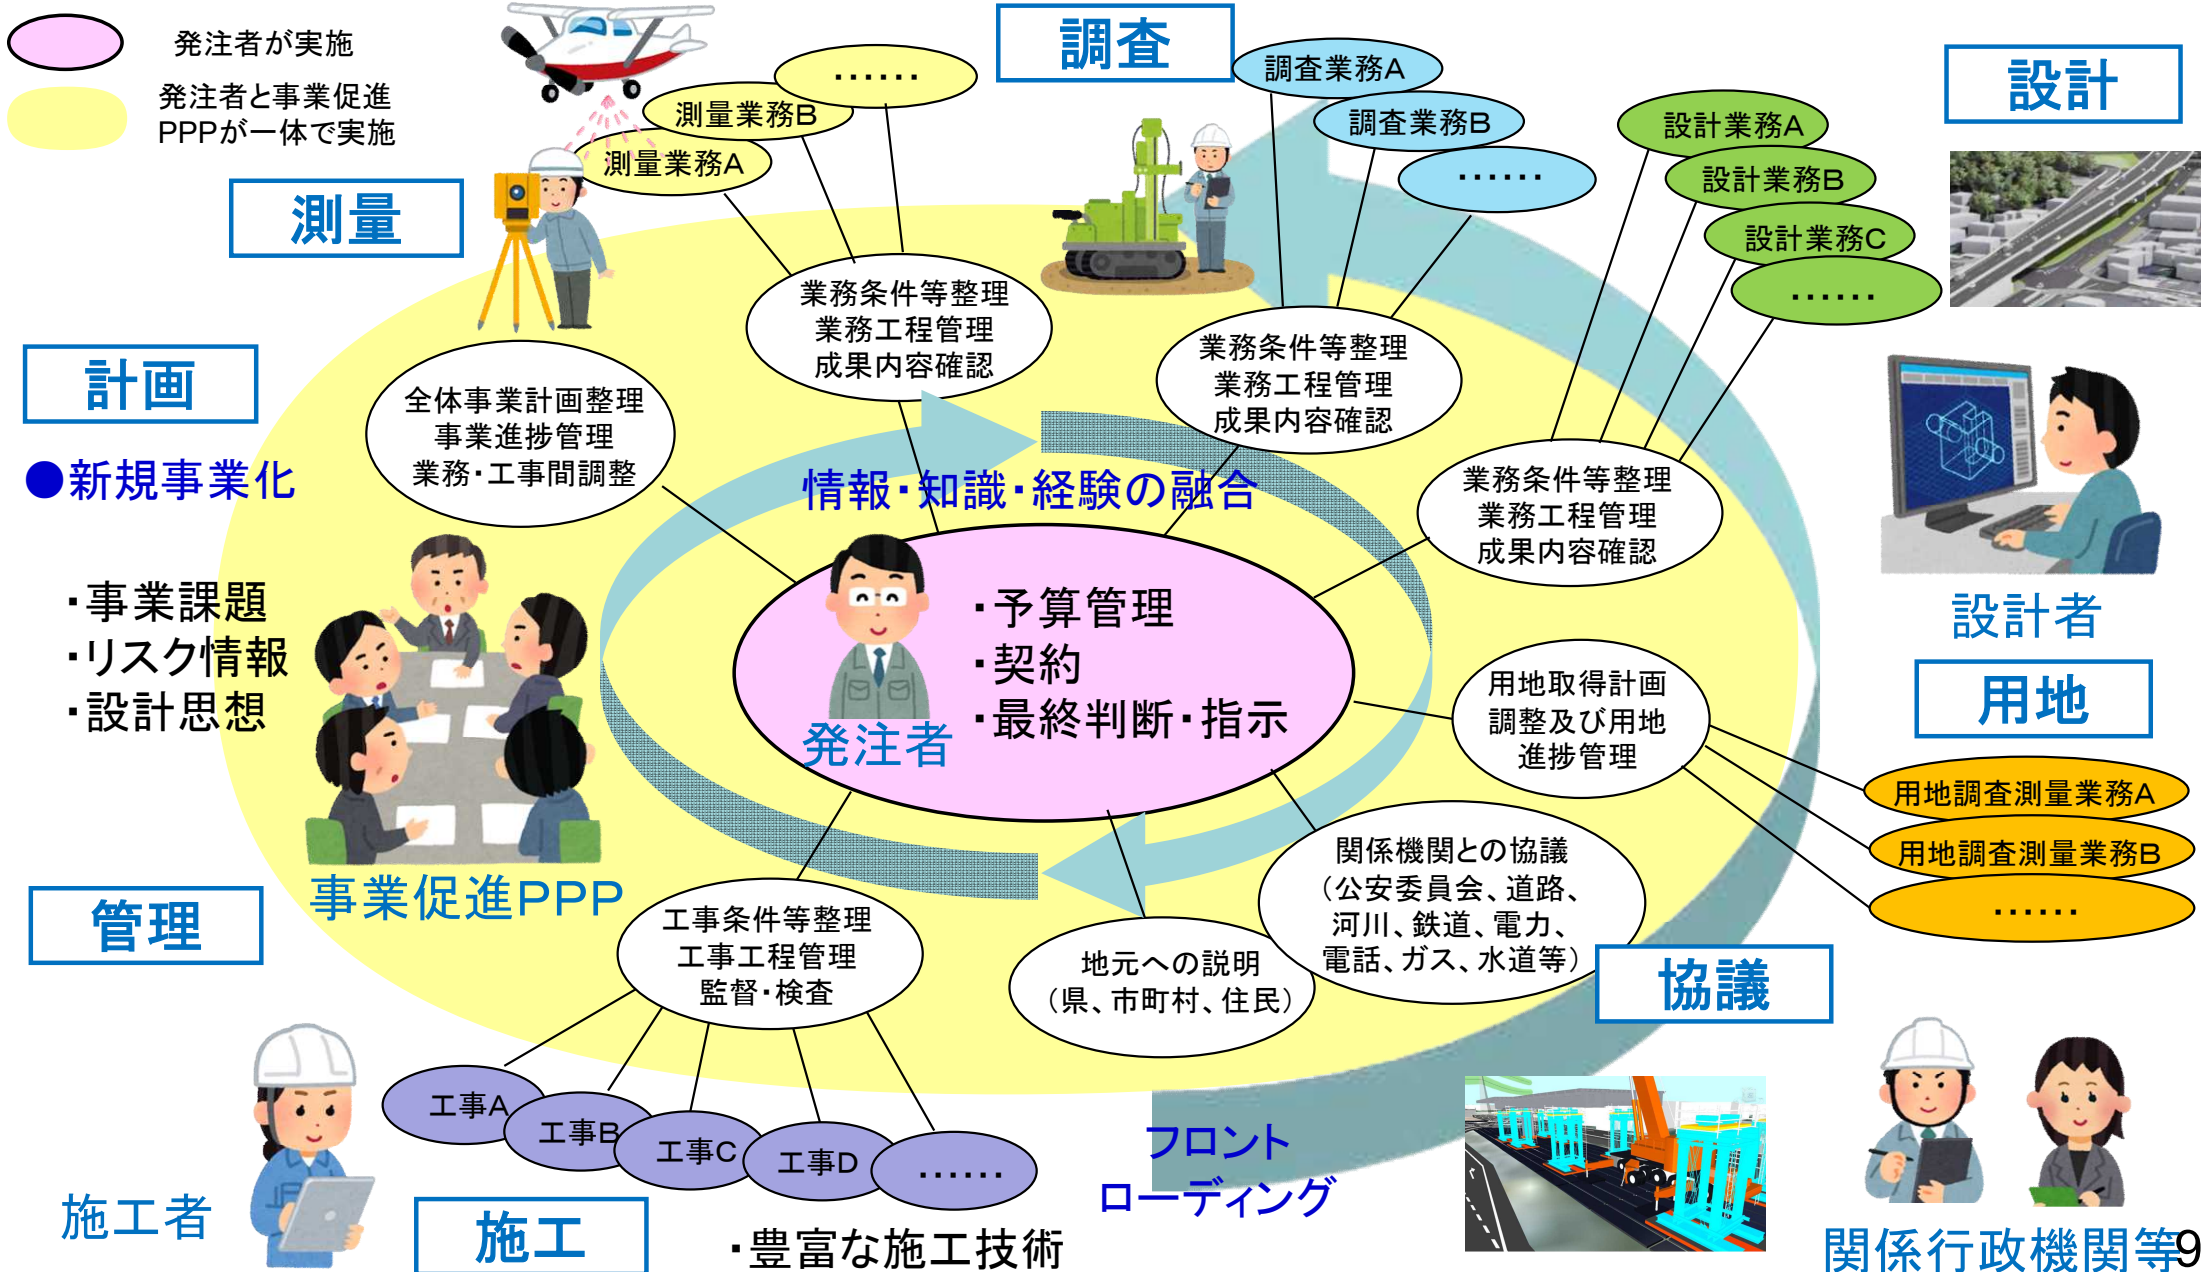 発注者が実施
発注者と事業促進
PPPが一体で実施
測量
測量業務A
測量業務B
……
調査
調査業務A
調査業務B
……
設計
設計業務A
設計業務B
設計業務C
……
計画
●新規事業化
・事業課題
・リスク情報
・設計思想
全体事業計画整理
事業進捗管理
業務・工事間調整
業務条件等整理
業務工程管理
成果内容確認
業務条件等整理
業務工程管理
成果内容確認
業務条件等整理
業務工程管理
成果内容確認
情報・知識・経験の融合
発注者
・予算管理
・契約
・最終判断・指示
設計者
用地
用地取得計画
調整及び用地
進捗管理
用地調査測量業務A
用地調査測量業務B
……
事業促進PPP
管理
工事条件等整理
工事工程管理
監督・検査
地元への説明
（県、市町村、住民）
関係機関との協議
（公安委員会、道路、
河川、鉄道、電力、
電話、ガス、水道等）
協議
工事A
工事B
工事C
工事D
……
施工者
施工
・豊富な施工技術
フロント
ローディング
関係行政機関等
9